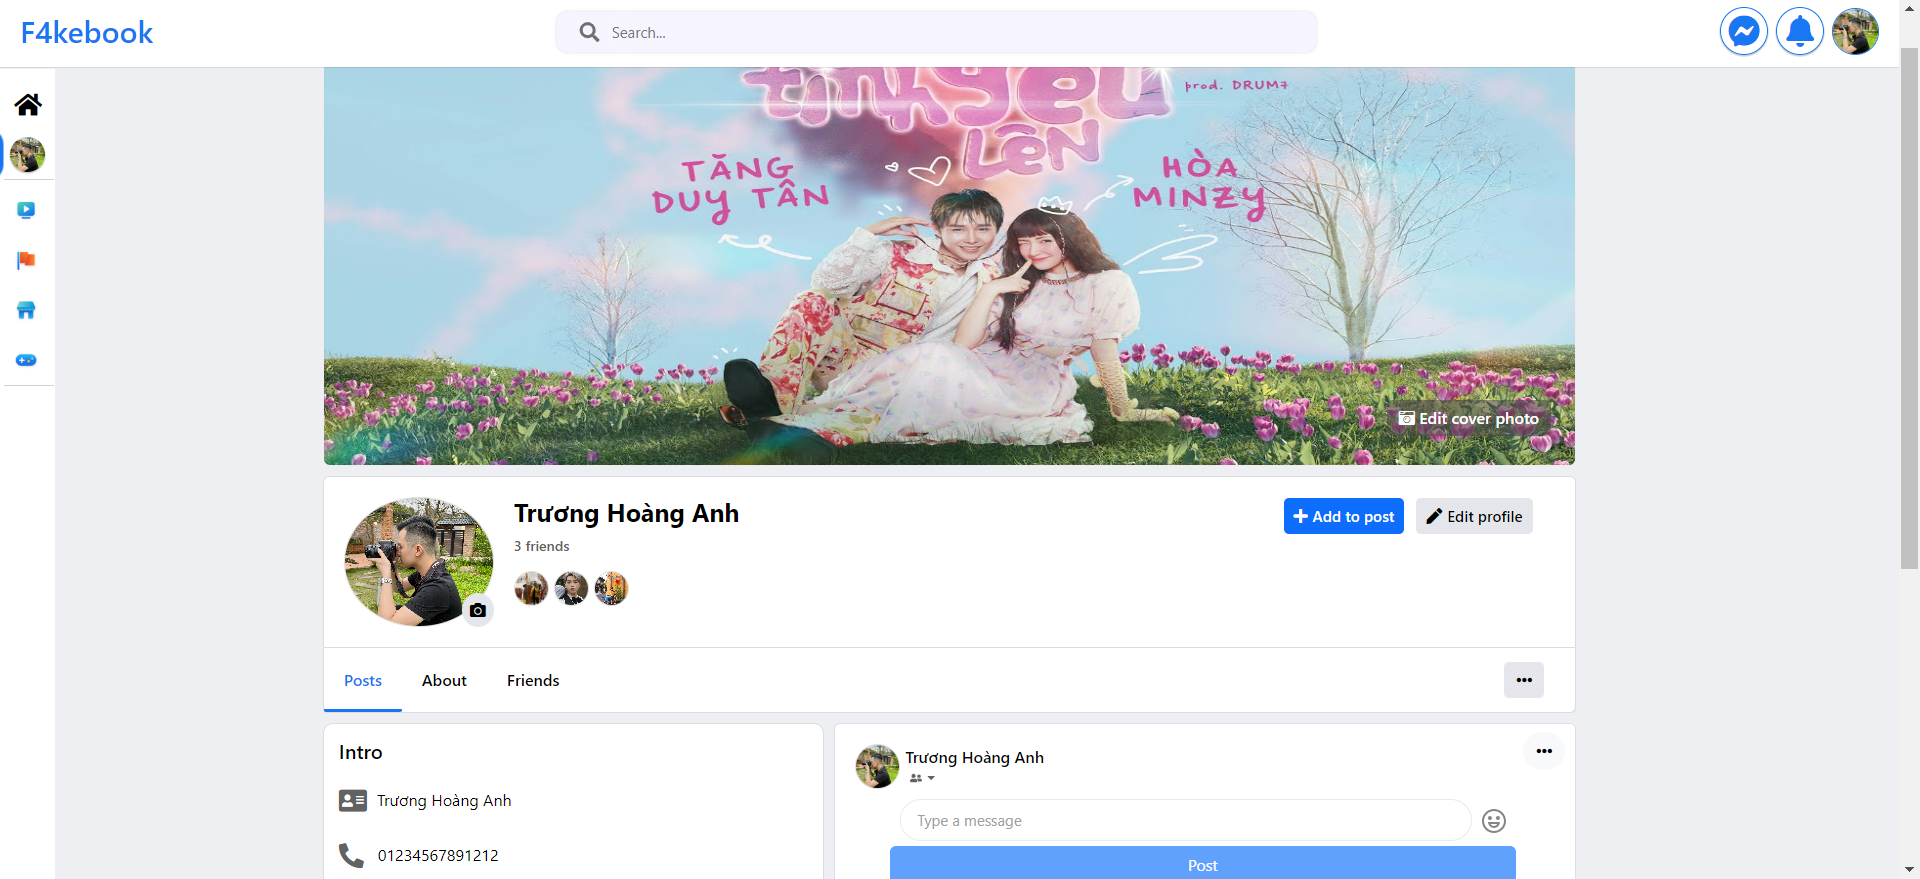 F4kebook
Search...
tình yêu
prod. DRUM7
LÊN
TĂNG
DUY TÂN
HÒA
MINZY
Edit cover photo
Trương Hoàng Anh
3 friends
Add to post
Edit profile
Posts
About
Friends
Intro
Trương Hoàng Anh
01234567891212
Trương Hoàng Anh
Type a message
Post